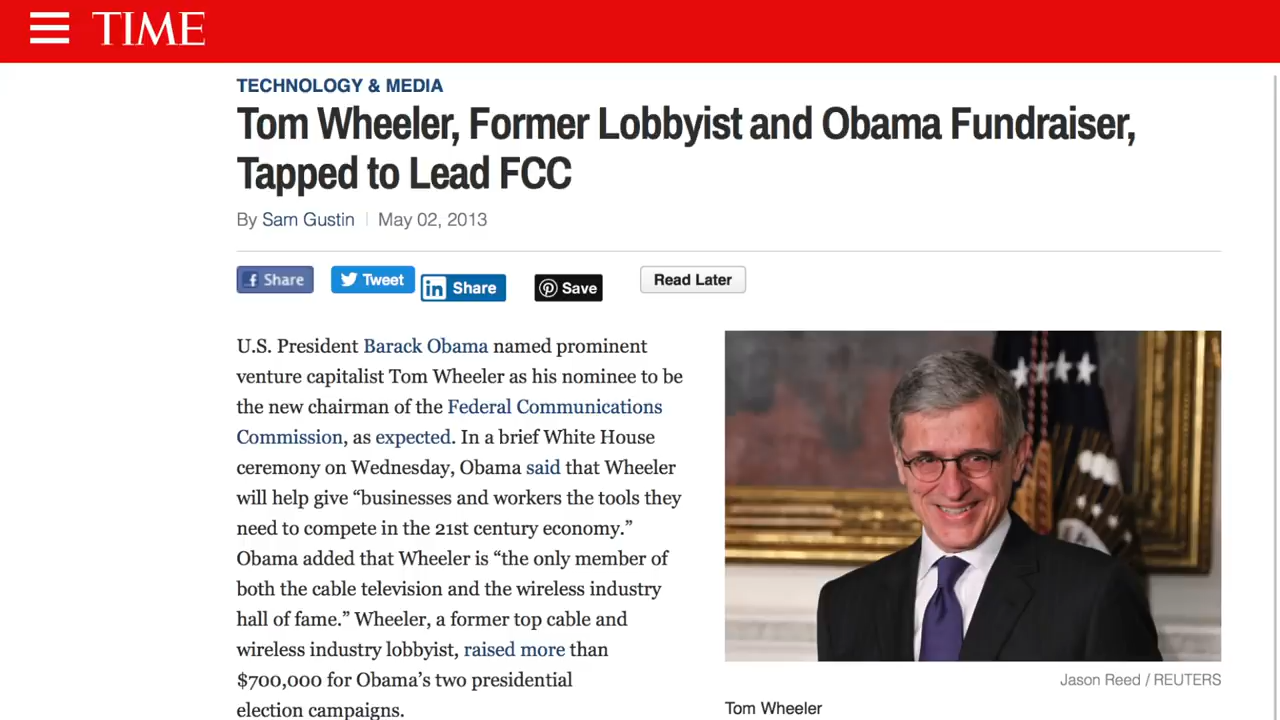 TIME
TECHNOLOGY & MEDIA
Tom Wheeler, Former Lobbyist and Obama Fundraiser,
Tapped to Lead FCC
By Sam Gustin | May 02, 2013
Share Tweet Share Save Read Later
U.S. President Barack Obama named prominent
venture capitalist Tom Wheeler as his nominee to be
the new chairman of the Federal Communications
Commission, as expected. In a brief White House
ceremony on Wednesday, Obama said that Wheeler
will help give “businesses and workers the tools they
need to compete in the 21st century economy.”
Obama added that Wheeler is “the only member of
both the cable television and the wireless industry
hall of fame.” Wheeler, a former top cable and
wireless industry lobbyist, raised more than
$700,000 for Obama’s two presidential
election campaigns.
Jason Reed / REUTERS
Tom Wheeler